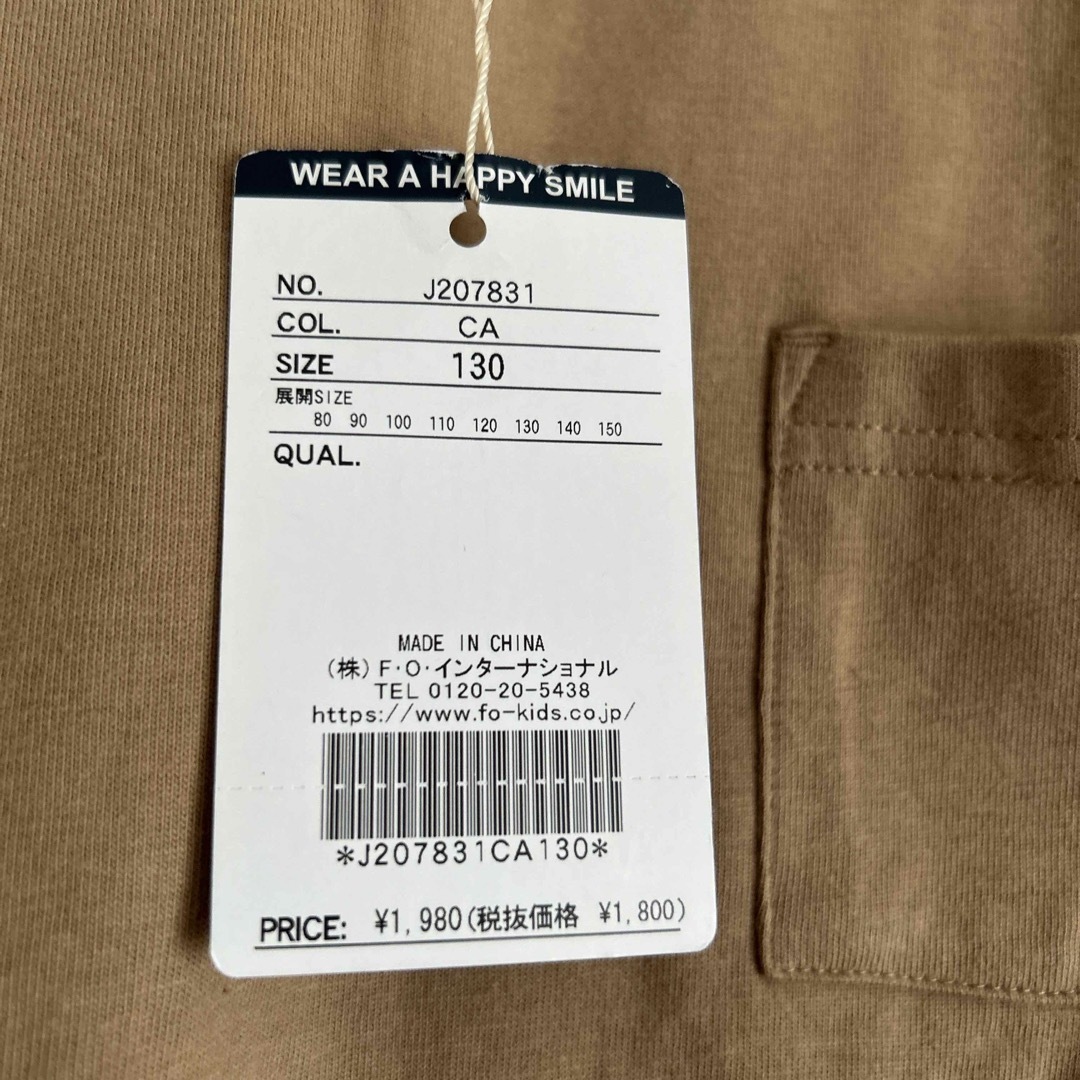 WEAR A HAPPY SMILE
NO. J207831
COL. CA
SIZE 130
展開SIZE
80 90 100 110 120 130 140 150
QUAL.
MADE IN CHINA
(株)F・O・インターナショナル
TEL 0120-20-5438
https://www.fo-kids.co.jp/
*J207831CA130*
PRICE: ¥1,980(税抜価格 ¥1,800)